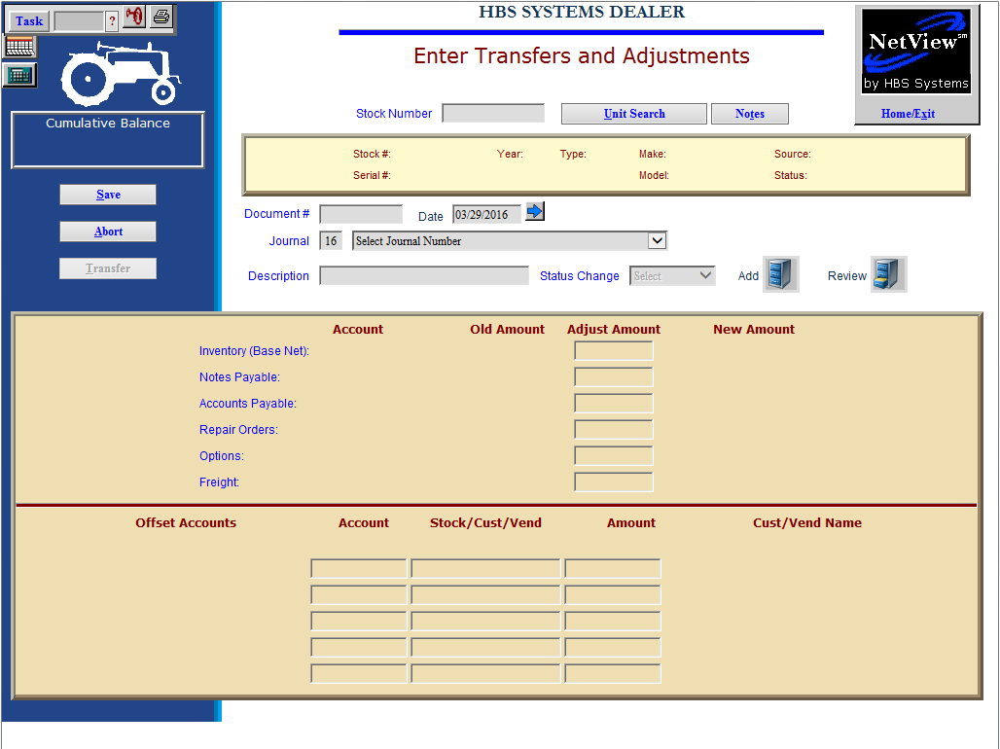 Task ?
HBS SYSTEMS DEALER
Enter Transfers and Adjustments
NetView SM
by HBS Systems
Home/Exit
Cumulative Balance
Save
Abort
Transfer
Stock Number Unit Search Notes
Stock #: Year: Type: Make: Source:
Serial #: Model: Status:
Document # Date 03/29/2016
Journal 16 Select Journal Number
Description Status Change Select Add Review
Account Old Amount Adjust Amount New Amount
Inventory (Base Net):
Notes Payable:
Accounts Payable:
Repair Orders:
Options:
Freight:
Offset Accounts Account Stock/Cust/Vend Amount Cust/Vend Name